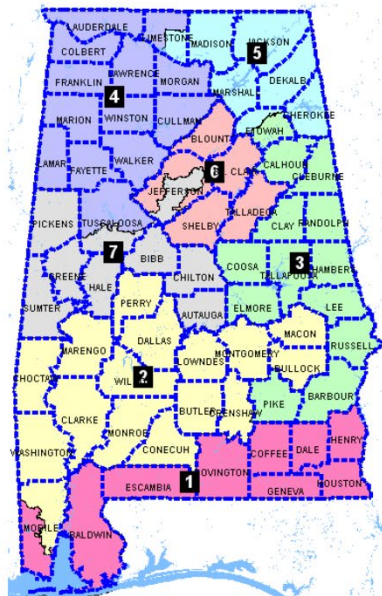 LAUDERDALE
LIMESTONE
MADISON
JACKSON
COLBERT
5
FRANKLIN
LAWRENCE
MORGAN
MARSHAL
DEKALB
4
MARION
WINSTON
CULLMAN
ETOWAH
CHEROKEE
BLOUNT
LAMAR
FAYETTE
WALKER
JEFFERSON
6
ST. CLAIR
CALHOUN
CLEBURNE
PICKENS
TUSCALOOSA
SHELBY
TALLADEGA
CLAY
RANDOLPH
7
BIBB
3
GREENE
HALE
CHILTON
COOSA
TALLAPOOSA
CHAMBERS
SUMTER
PERRY
AUTAUGA
ELMORE
LEE
MARENGO
DALLAS
MACON
RUSSELL
CHOCTAW
2
WILCOX
LOWNDES
MONTGOMERY
BULLOCK
CLARKE
BUTLER
CRENSHAW
PIKE
BARBOUR
WASHINGTON
MONROE
CONECUH
COVINGTON
COFFEE
DALE
HENRY
ESCAMBIA
1
GENEVA
HOUSTON
MOBILE
BALDWIN